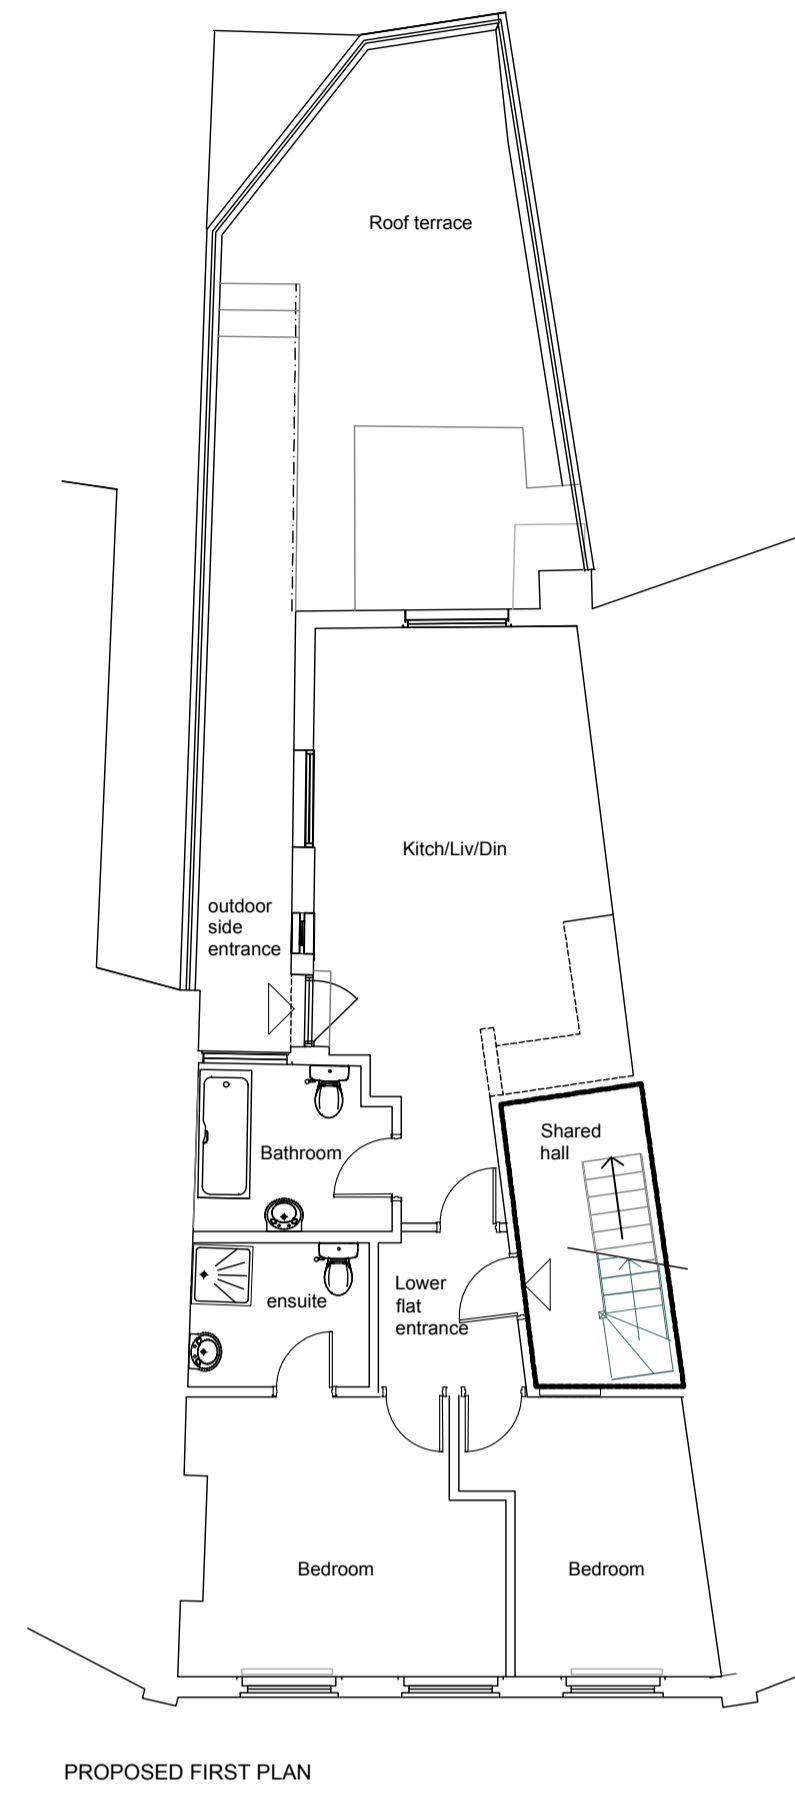 Roof terrace
Kitch/Liv/Din
outdoor
side
entrance
Shared
hall
Bathroom
Lower
flat
entrance
ensuite
Bedroom
Bedroom
PROPOSED FIRST PLAN